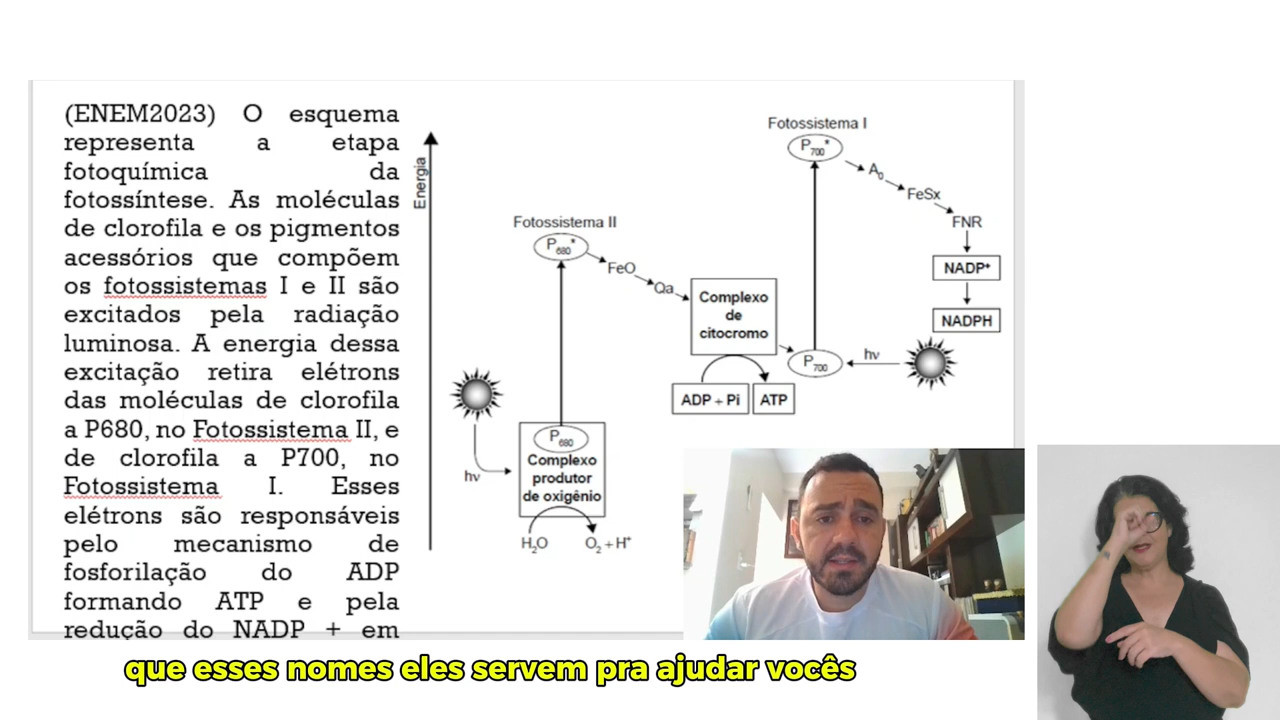 (ENEM2023) O esquema
representa a etapa
fotoquímica da
fotossíntese. As moléculas
de clorofila e os pigmentos
acessórios que compõem
os fotossistemas I e II são
excitados pela radiação
luminosa. A energia dessa
excitação retira elétrons
das moléculas de clorofila
a P680, no Fotossistema II, e
de clorofila a P700, no
Fotossistema I. Esses
elétrons são responsáveis
pelo mecanismo de
fosforilação do ADP
formando ATP e pela
redução do NADP + em
Energia
Fotossistema II
P680*
FeO
Qa
Complexo
de
citocromo
ADP + Pi
ATP
P680
Complexo
produtor
de oxigênio
hν
H2O
O2 + H+
Fotossistema I
P700*
A0
FeSx
FNR
NADP+
NADPH
P700
hν
que esses nomes eles servem pra ajudar vocês